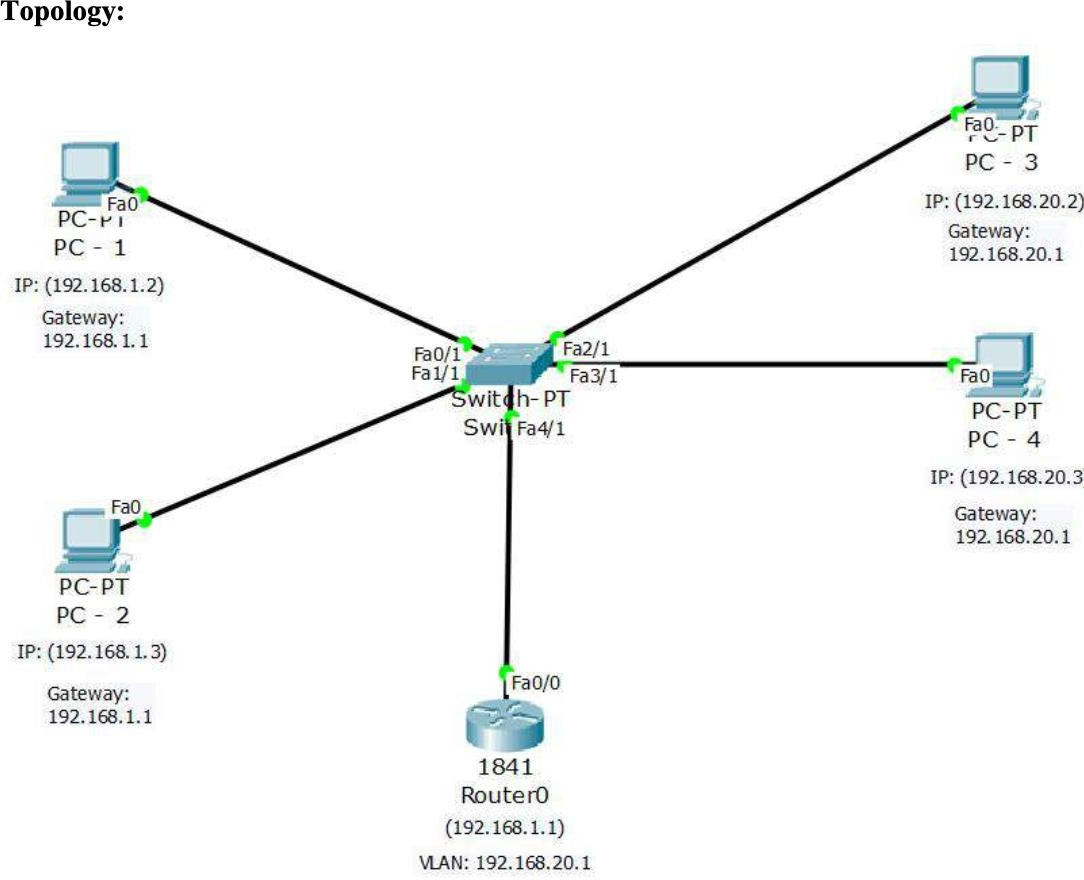 Topology:
Fa0
PC-PT
PC - 3
IP: (192.168.20.2)
Gateway:
192.168.20.1
Fa0
PC-PT
PC - 1
IP: (192.168.1.2)
Gateway:
192.168.1.1
Fa0/1
Fa1/1
Fa2/1
Fa3/1
Switch-PT
Swit
Fa4/1
Fa0
PC-PT
PC - 4
IP: (192.168.20.3
Gateway:
192.168.20.1
Fa0
PC-PT
PC - 2
IP: (192.168.1.3)
Gateway:
192.168.1.1
Fa0/0
1841
Router0
(192.168.1.1)
VLAN: 192.168.20.1